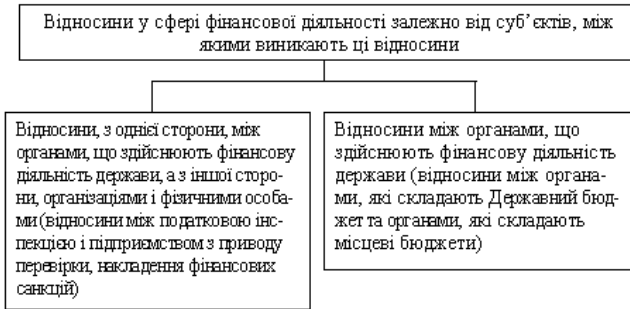 Відносини у сфері фінансової діяльності залежно від суб’єктів, між
якими виникають ці відносини
Відносини, з однієї сторони, між
органами, що здійснюють фінансову
діяльність держави, а з іншої сторо-
ни, організаціями і фізичними особа-
ми (відносини між податковою інс-
пекцією і підприємством з приводу
перевірки, накладення фінансових
санкцій)
Відносини між органами, що
здійснюють фінансову діяльність
держави (відносини між органа-
ми, які складають Державний бюд-
жет та органами, які складають
місцеві бюджети)